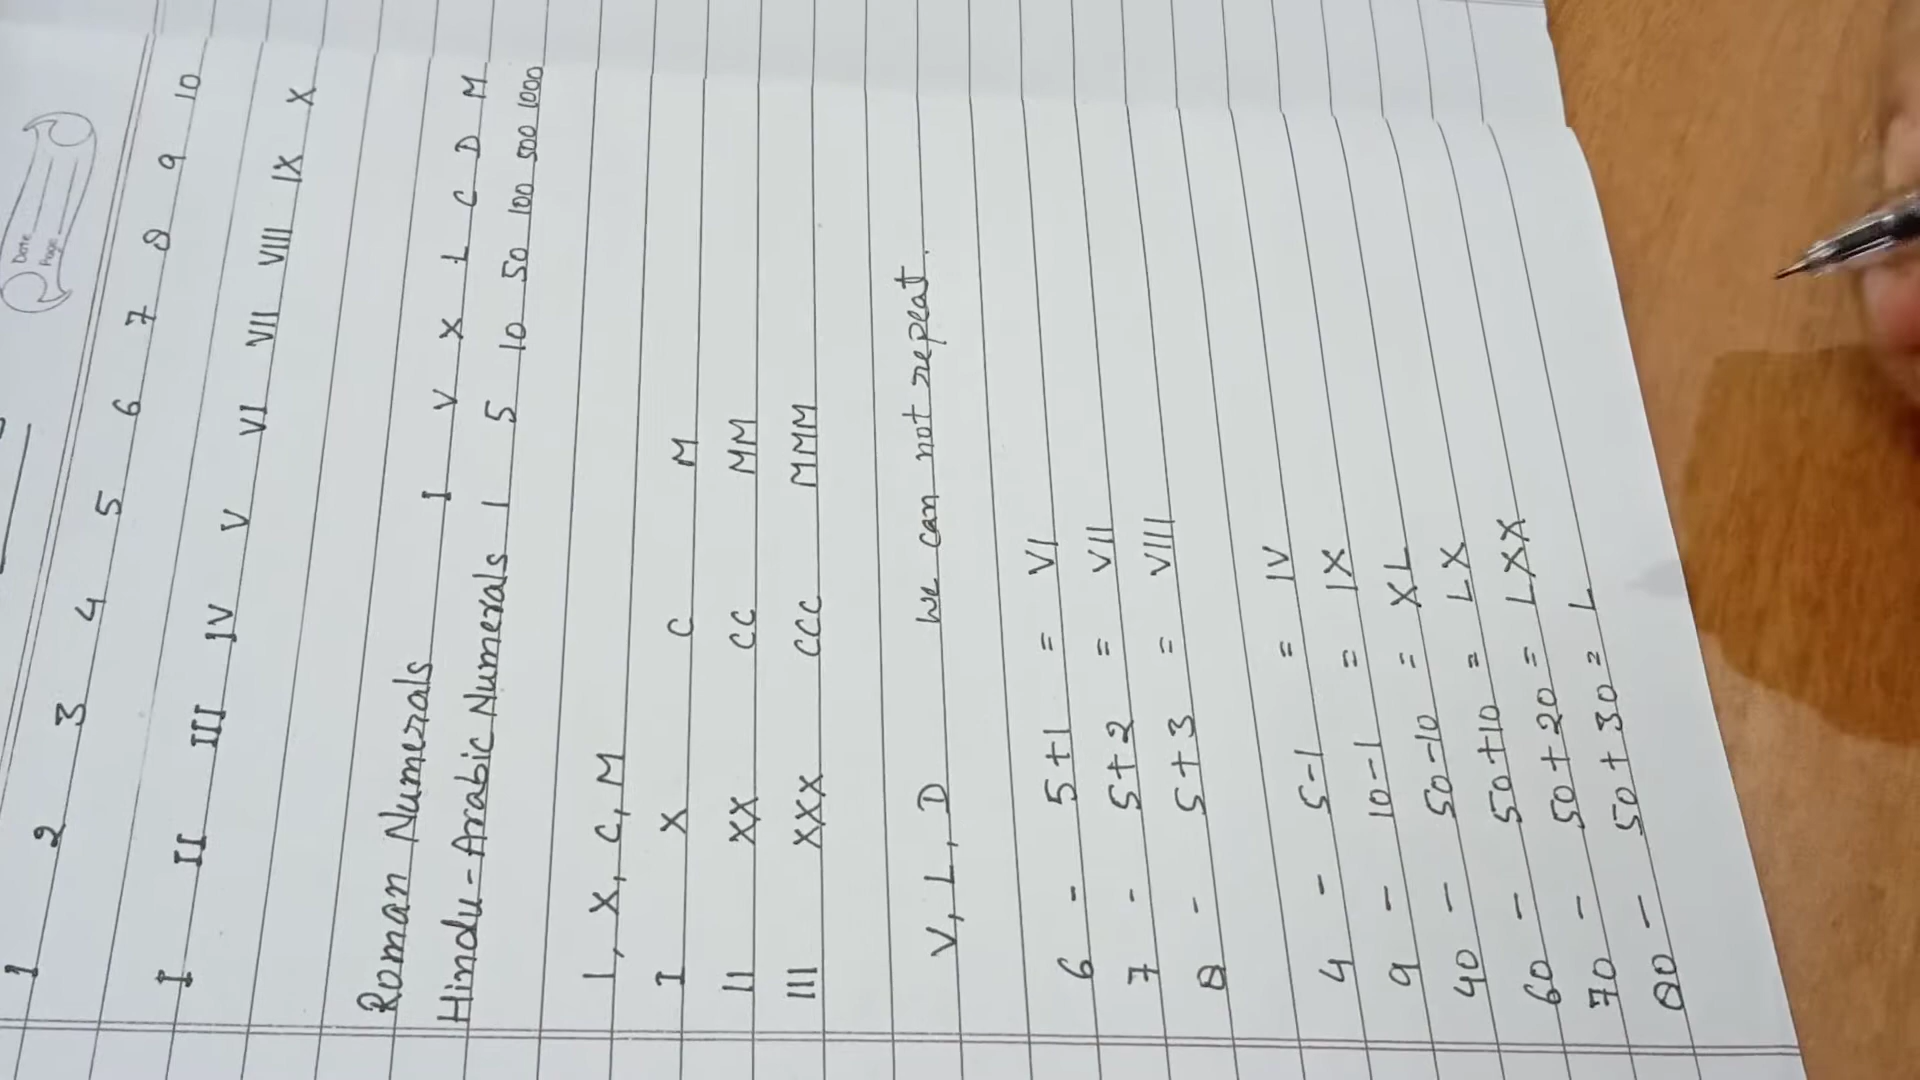 Date
Page
1 2 3 4 5 6 7 8 9 10
I II III IV V VI VII VIII IX X
Roman Numerals I V X L C D M
Hindu-Arabic Numerals 1 5 10 50 100 500 1000
I, X, C, M
I X C M
II XX CC MM
III XXX CCC MMM
V, L, D We can not repeat.
6 - 5+1 = VI
7 - 5+2 = VII
8 - 5+3 = VIII
4 - 5-1 = IV
9 - 10-1 = IX
40 - 50-10 = XL
60 - 50+10 = LX
70 - 50+20 = LXX
80 - 50+30 = L